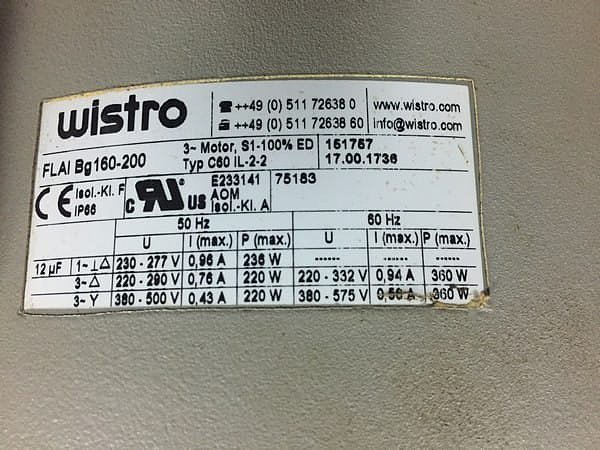 wistro
☎ ++49 (0) 511 72638 0 www.wistro.com
++49 (0) 511 72638 60 info@wistro.com
FLAI Bg160-200 3~ Motor, S1-100% ED 151757
Typ C60 IL-2-2 17.00.1736
CE Isol.-Kl. F IP66 c RU US E233141 75183
AOM
Isol.-Kl. A
50 Hz 60 Hz
U I (max.) P (max.) U I (max.) P (max.)
12 µF 1~ ⊥ △ 230 - 277 V 0,96 A 236 W ------ ------ ------
3~ △ 220 - 290 V 0,76 A 220 W 220 - 332 V 0,94 A 360 W
3~ Y 380 - 500 V 0,43 A 220 W 380 - 575 V 0,56 A 360 W